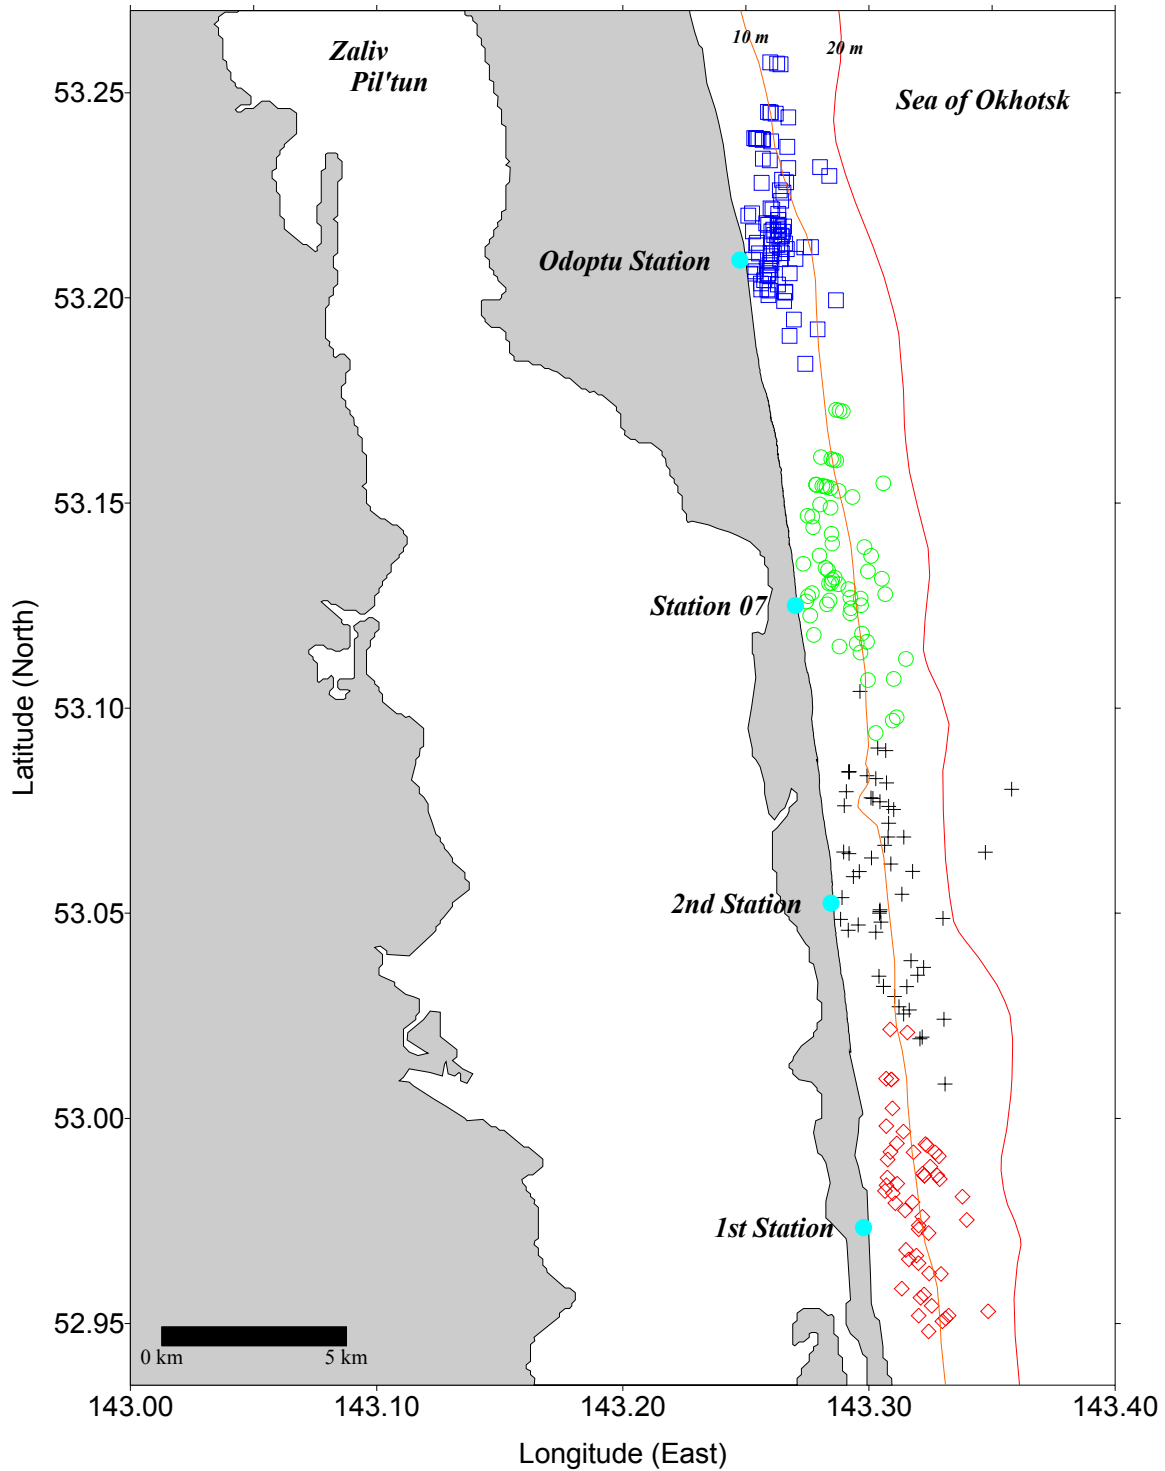 10 m
20 m
Zaliv
Pil'tun
Sea of Okhotsk
53.25
Odoptu Station
53.20
53.15
Station 07
53.10
2nd Station
53.05
53.00
1st Station
52.95
0 km
5 km
143.00
143.10
143.20
143.30
143.40
Latitude (North)
Longitude (East)